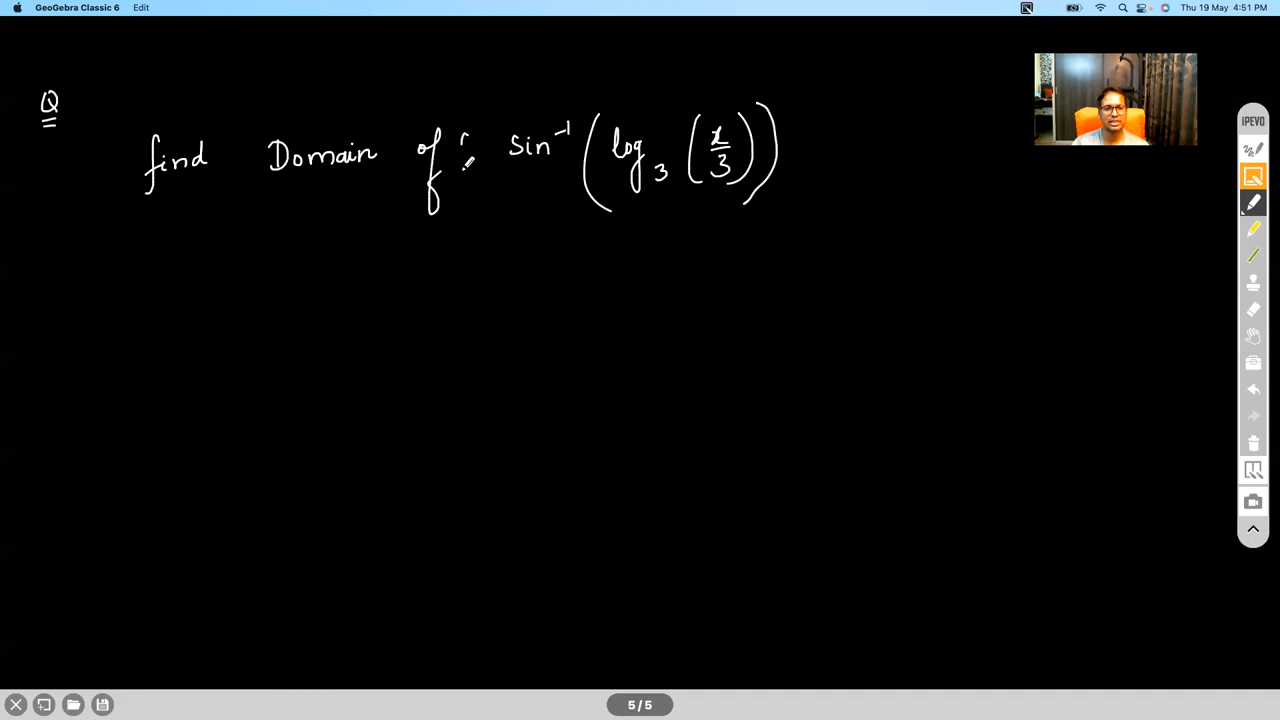 GeoGebra Classic 6 Edit Thu 19 May 4:51 PM
Q
find Domain of : sin⁻¹(log₃(x/3))
IPEVO
5/5